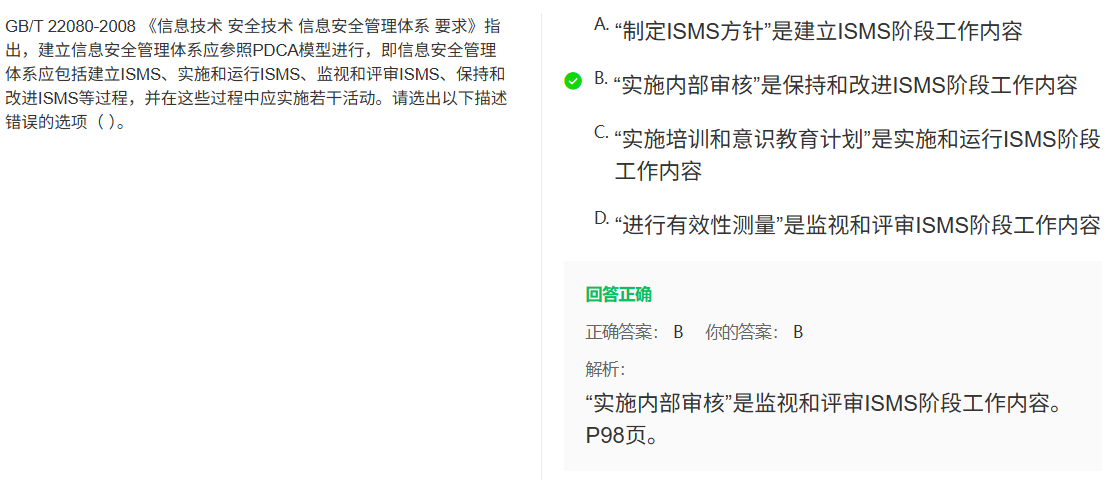 GB/T 22080-2008 《信息技术 安全技术 信息安全管理体系 要求》指
出，建立信息安全管理体系应参照PDCA模型进行，即信息安全管理
体系应包括建立ISMS、实施和运行ISMS、监视和评审ISMS、保持和
改进ISMS等过程，并在这些过程中应实施若干活动。请选出以下描述
错误的选项（ ）。
A. “制定ISMS方针”是建立ISMS阶段工作内容
B. “实施内部审核”是保持和改进ISMS阶段工作内容
C. “实施培训和意识教育计划”是实施和运行ISMS阶段
工作内容
D. “进行有效性测量”是监视和评审ISMS阶段工作内容
回答正确
正确答案： B 你的答案： B
解析：
“实施内部审核”是监视和评审ISMS阶段工作内容。
P98页。